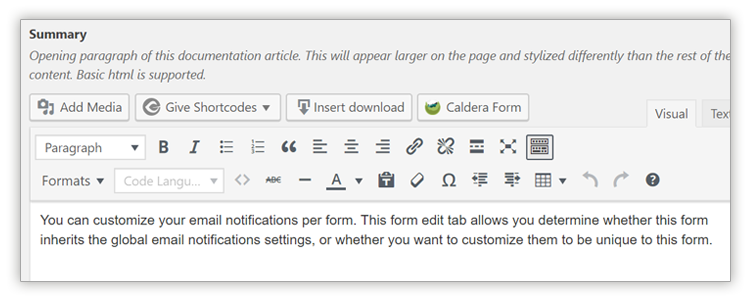 Summary
Opening paragraph of this documentation article. This will appear larger on the page and stylized differently than the rest of the
content. Basic html is supported.
Add Media Give Shortcodes Insert download Caldera Form
Visual Tex
Paragraph B I
Formats Code Langu... ABC A Ω
You can customize your email notifications per form. This form edit tab allows you determine whether this form
inherits the global email notifications settings, or whether you want to customize them to be unique to this form.